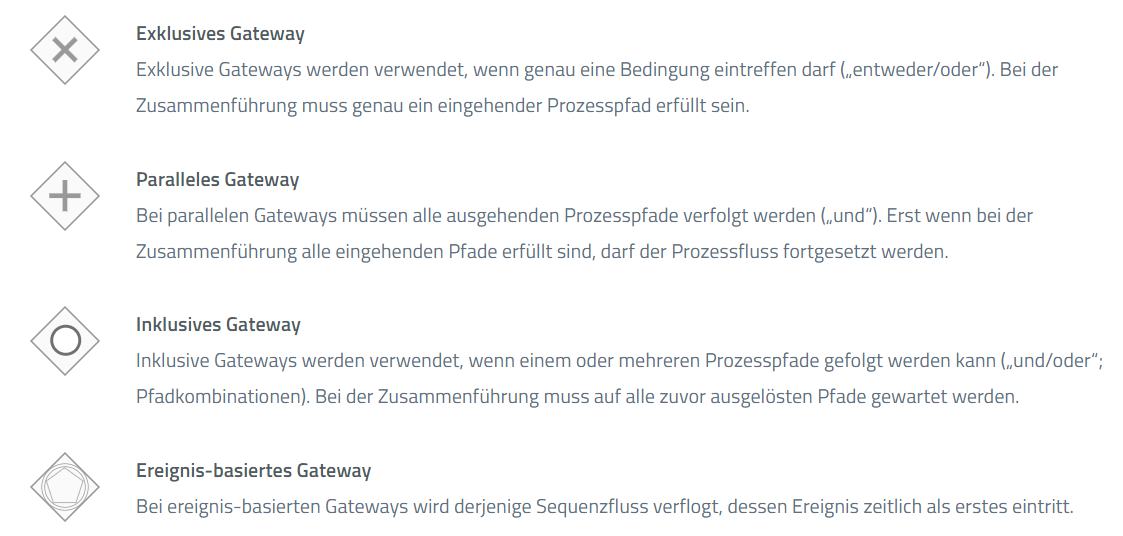 Exklusives Gateway
Exklusive Gateways werden verwendet, wenn genau eine Bedingung eintreffen darf („entweder/oder“). Bei der
Zusammenführung muss genau ein eingehender Prozesspfad erfüllt sein.
Paralleles Gateway
Bei parallelen Gateways müssen alle ausgehenden Prozesspfade verfolgt werden („und“). Erst wenn bei der
Zusammenführung alle eingehenden Pfade erfüllt sind, darf der Prozessfluss fortgesetzt werden.
Inklusives Gateway
Inklusive Gateways werden verwendet, wenn einem oder mehreren Prozesspfade gefolgt werden kann („und/oder“;
Pfadkombinationen). Bei der Zusammenführung muss auf alle zuvor ausgelösten Pfade gewartet werden.
Ereignis-basiertes Gateway
Bei ereignis-basierten Gateways wird derjenige Sequenzfluss verflogt, dessen Ereignis zeitlich als erstes eintritt.